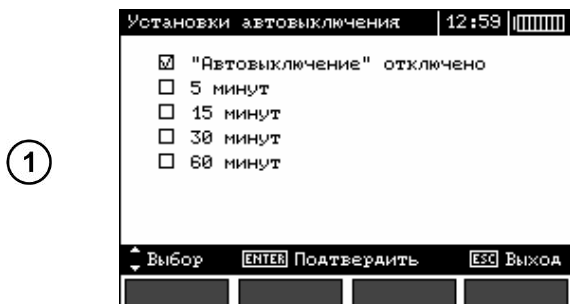 Установки автовыключения 12:59
"Автовыключение" отключено
5 минут
15 минут
30 минут
60 минут
1
Выбор ENTER Подтвердить ESC Выход